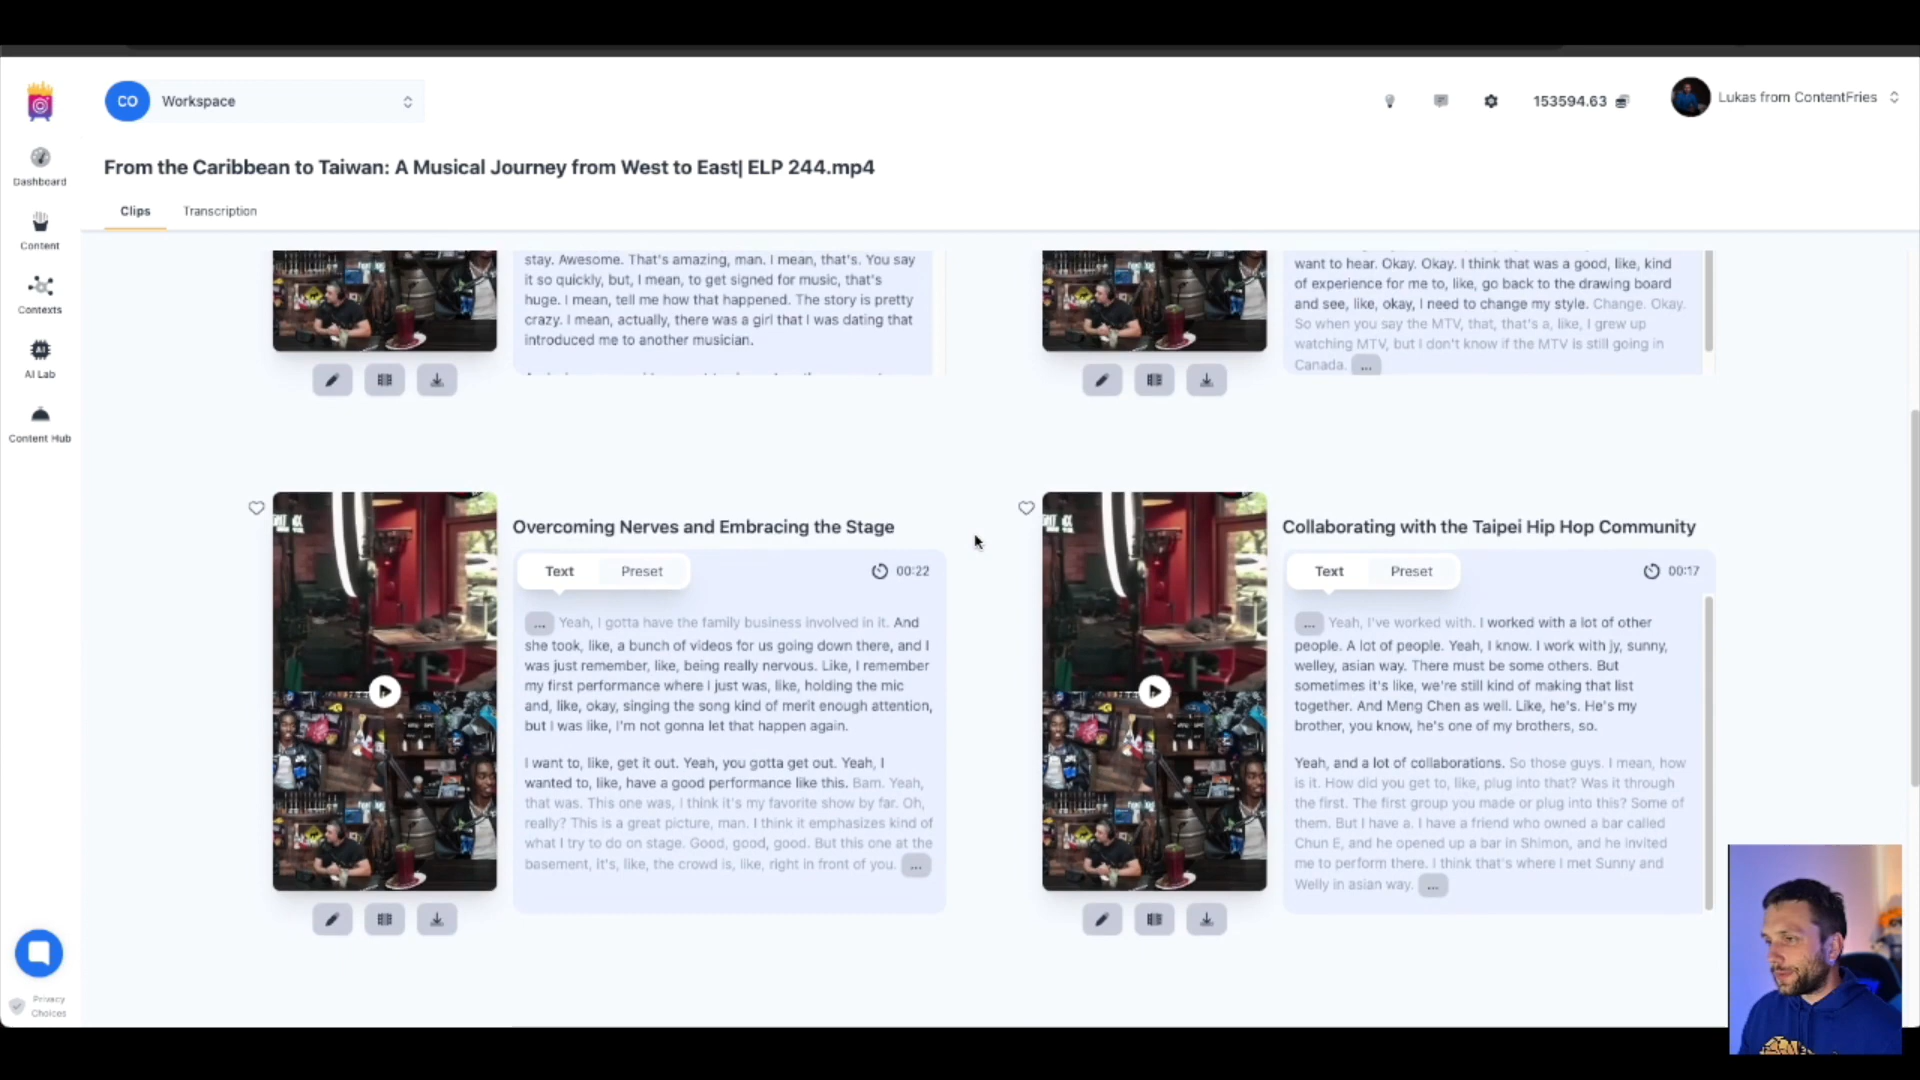 CO Workspace
153594.63
Lukas from ContentFries
From the Caribbean to Taiwan: A Musical Journey from West to East| ELP 244.mp4
Clips Transcription
Dashboard
Content
Contexts
AI
AI Lab
Content Hub
Privacy
Choices
stay. Awesome. That's amazing, man. I mean, that's. You say
it so quickly, but, I mean, to get signed for music, that's
huge. I mean, tell me how that happened. The story is pretty
crazy. I mean, actually, there was a girl that I was dating that
introduced me to another musician.
want to hear. Okay. Okay. I think that was a good, like, kind
of experience for me to, like, go back to the drawing board
and see, like, okay, I need to change my style. Change. Okay.
So when you say the MTV, that, that's a, like, I grew up
watching MTV, but I don't know if the MTV is still going in
Canada. ...
Overcoming Nerves and Embracing the Stage
Text Preset 00:22
... Yeah, I gotta have the family business involved in it. And
she took, like, a bunch of videos for us going down there, and I
was just remember, like, being really nervous. Like, I remember
my first performance where I just was, like, holding the mic
and, like, okay, singing the song kind of merit enough attention,
but I was like, I'm not gonna let that happen again.
I want to, like, get it out. Yeah, you gotta get out. Yeah, I
wanted to, like, have a good performance like this. Bam. Yeah,
that was. This one was, I think it's my favorite show by far. Oh,
really? This is a great picture, man. I think it emphasizes kind of
what I try to do on stage. Good, good, good. But this one at the
basement, it's, like, the crowd is, like, right in front of you. ...
Collaborating with the Taipei Hip Hop Community
Text Preset 00:17
... Yeah, I've worked with. I worked with a lot of other
people. A lot of people. Yeah, I know. I work with jy, sunny,
welley, asian way. There must be some others. But
sometimes it's like, we're still kind of making that list
together. And Meng Chen as well. Like, he's. He's my
brother, you know, he's one of my brothers, so.
Yeah, and a lot of collaborations. So those guys. I mean, how
is it. How did you get to, like, plug into that? Was it through
the first. The first group you made or plug into this? Some of
them. But I have a. I have a friend who owned a bar called
Chun E, and he opened up a bar in Shimon, and he invited
me to perform there. I think that's where I met Sunny and
Welly in asian way. ...